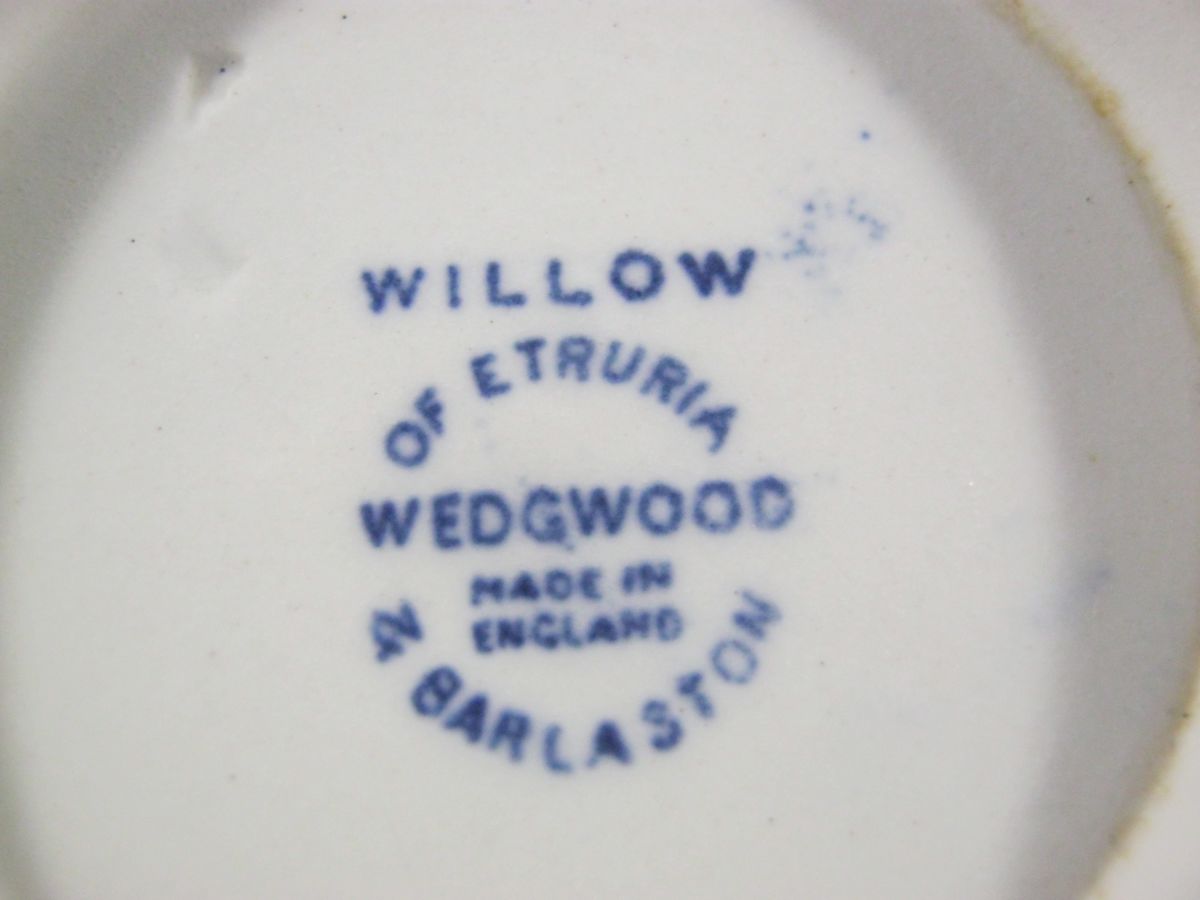 WILLOW
OF ETRURIA
WEDGWOOD
MADE IN
ENGLAND
& BARLASTON